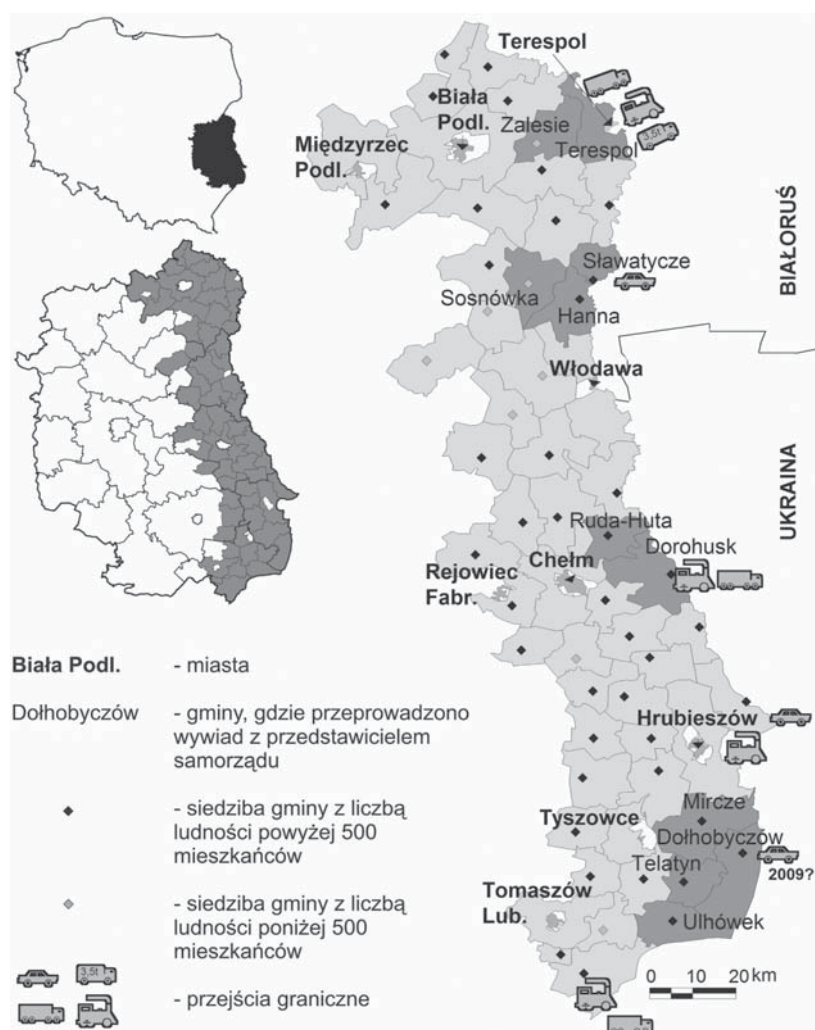 Terespol
Biała
Podl.
Zalesie
Międzyrzec
Podl.
Terespol
3,5t
BIAŁORUŚ
Sławatycze
Sosnówka
Hanna
Włodawa
UKRAINA
Ruda-Huta
Dorohusk
Chełm
Rejowiec
Fabr.
Biała Podl. - miasta
Dołhobyczów - gminy, gdzie przeprowadzono
wywiad z przedstawicielem
samorządu
- siedziba gminy z liczbą
ludności powyżej 500
mieszkańców
- siedziba gminy z liczbą
ludności poniżej 500
mieszkańców
3,5t
- przejścia graniczne
Hrubieszów
Mircze
Tyszowce
Dołhobyczów
2009?
Telatyn
Tomaszów
Lub.
Ulhówek
0 10 20 km